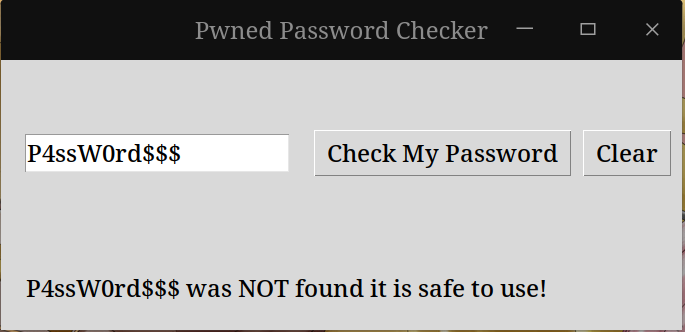 Pwned Password Checker
P4ssW0rd$$$ Check My Password Clear
P4ssW0rd$$$ was NOT found it is safe to use!